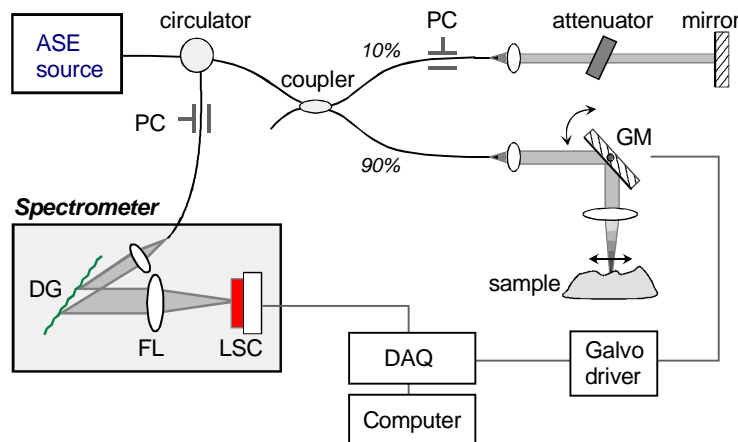 circulator
PC
attenuator
mirror
ASE
source
10%
coupler
PC
GM
90%
Spectrometer
sample
DG
FL
LSC
DAQ
Galvo
driver
Computer